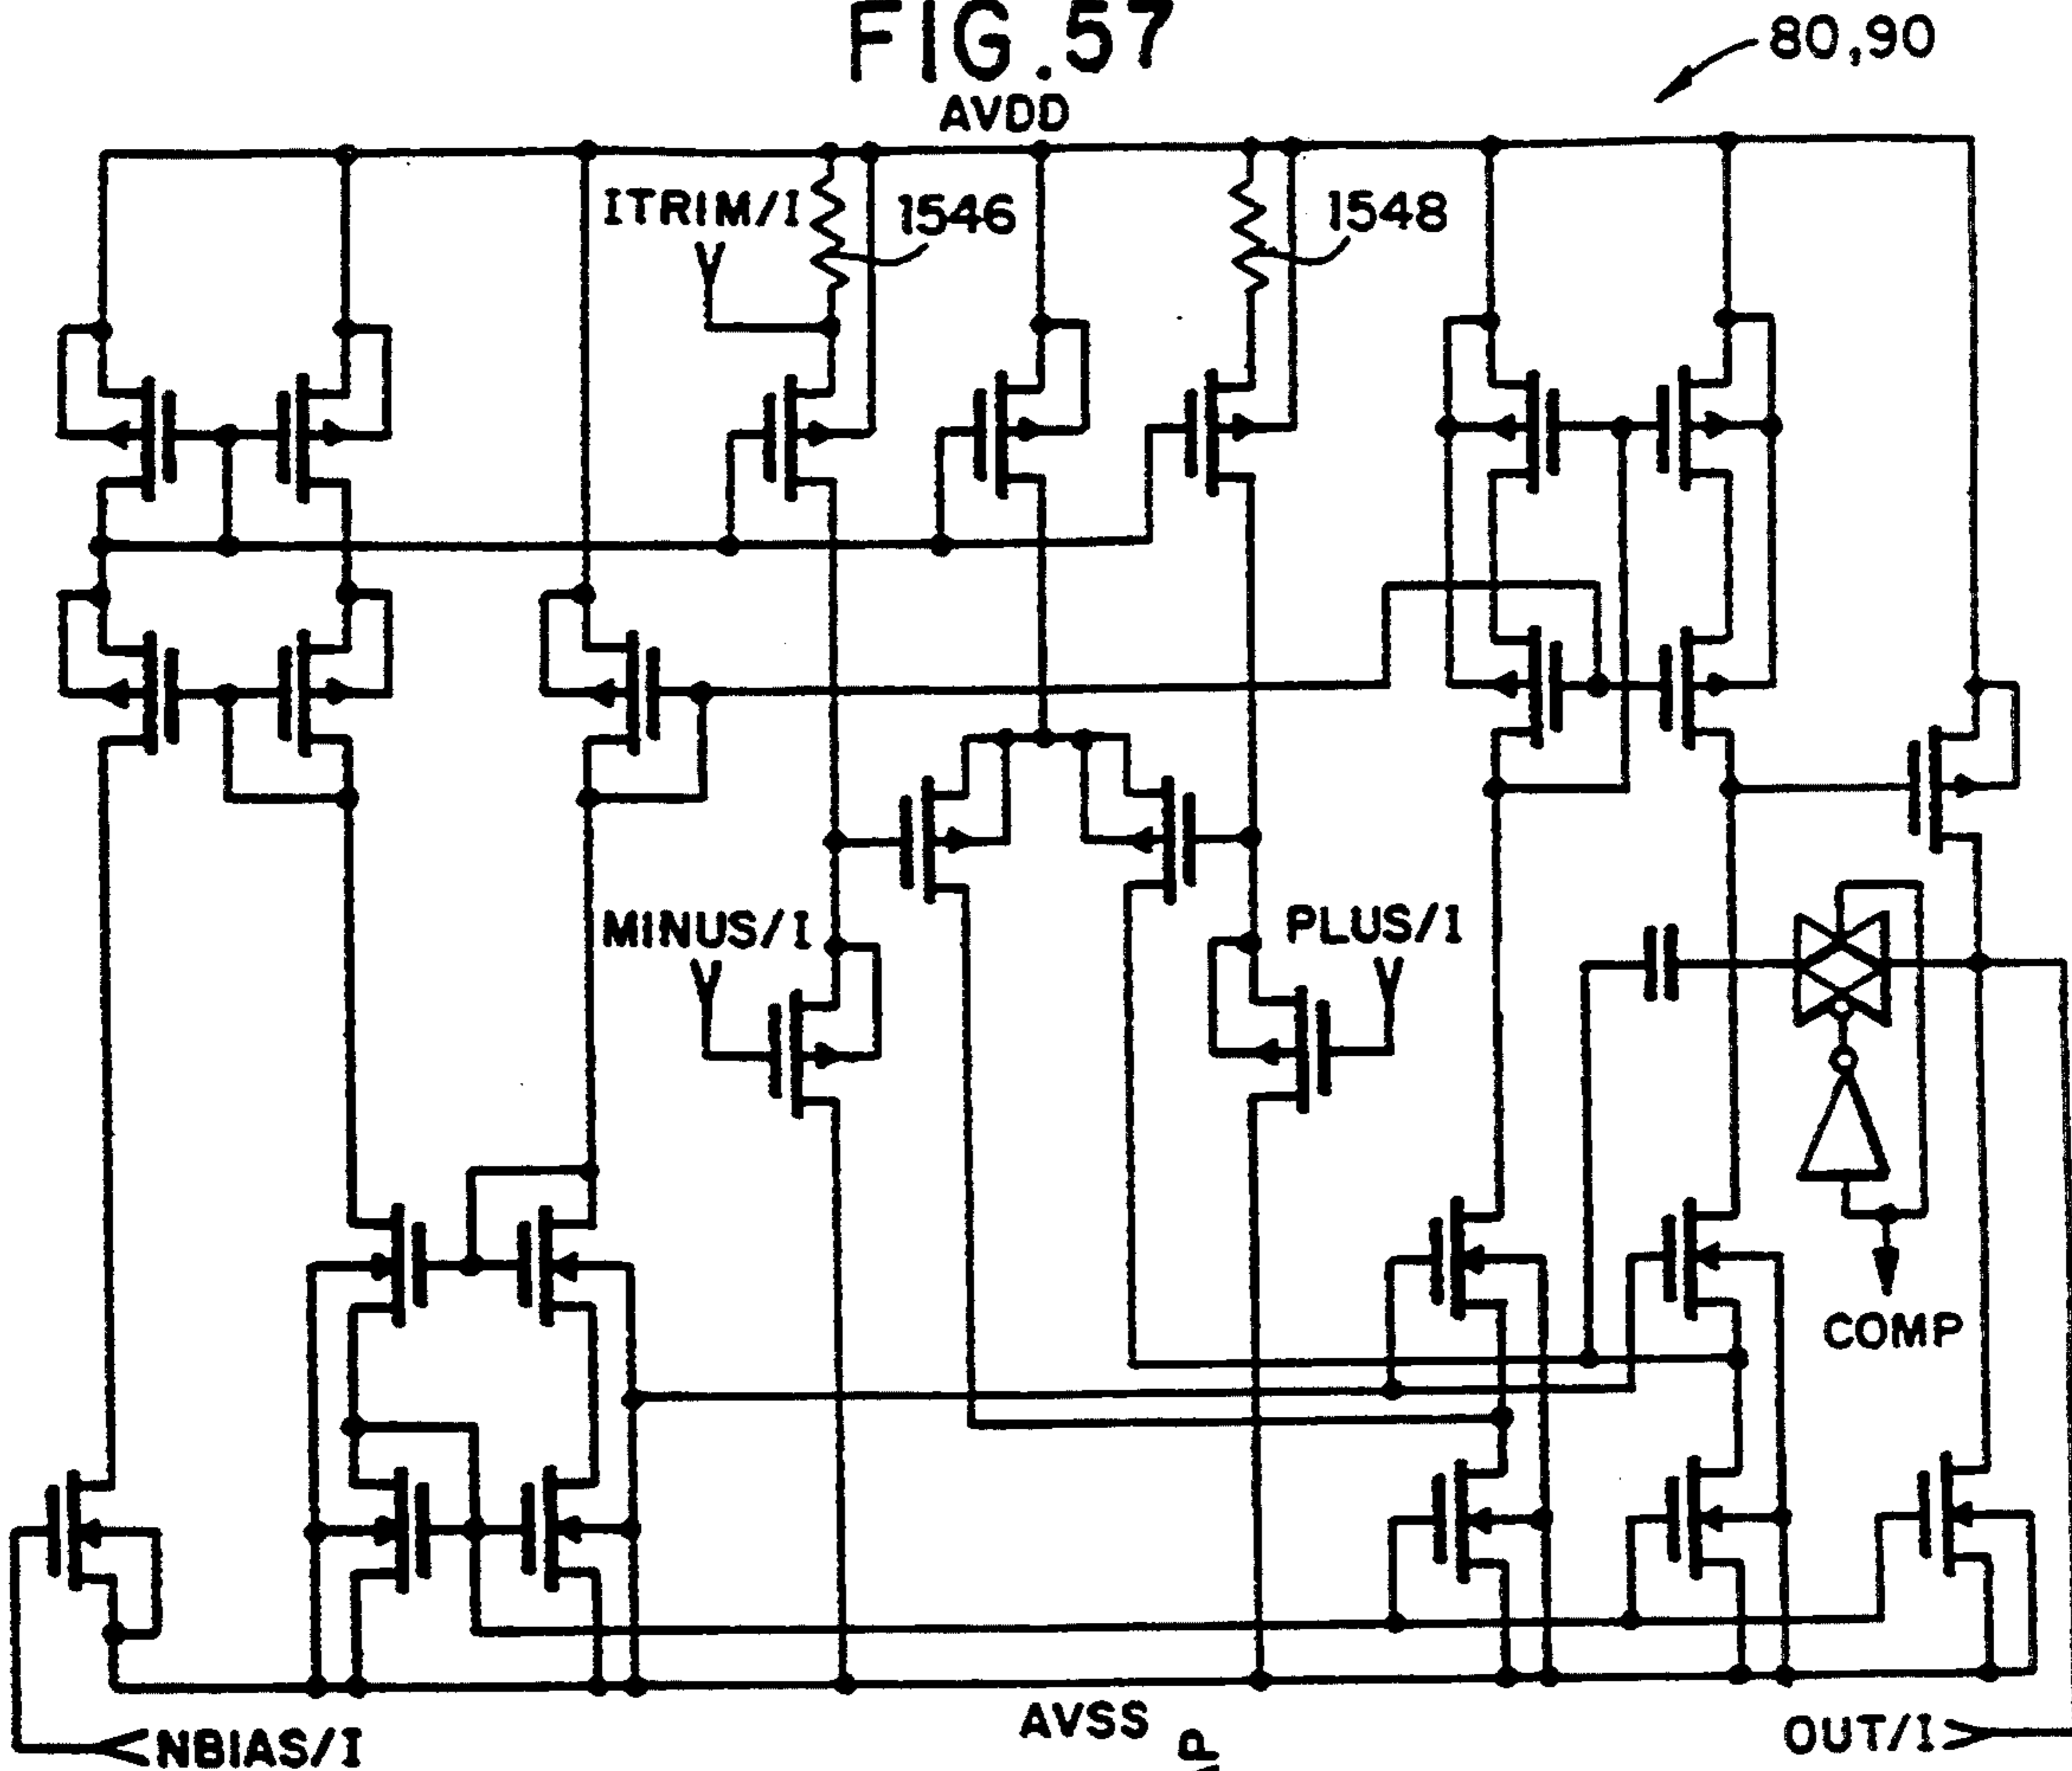 FIG.57
80,90
AVDD
ITRIM/I
1546
1548
MINUS/I
PLUS/I
COMP
AVSS
NBIAS/I
OUT/I